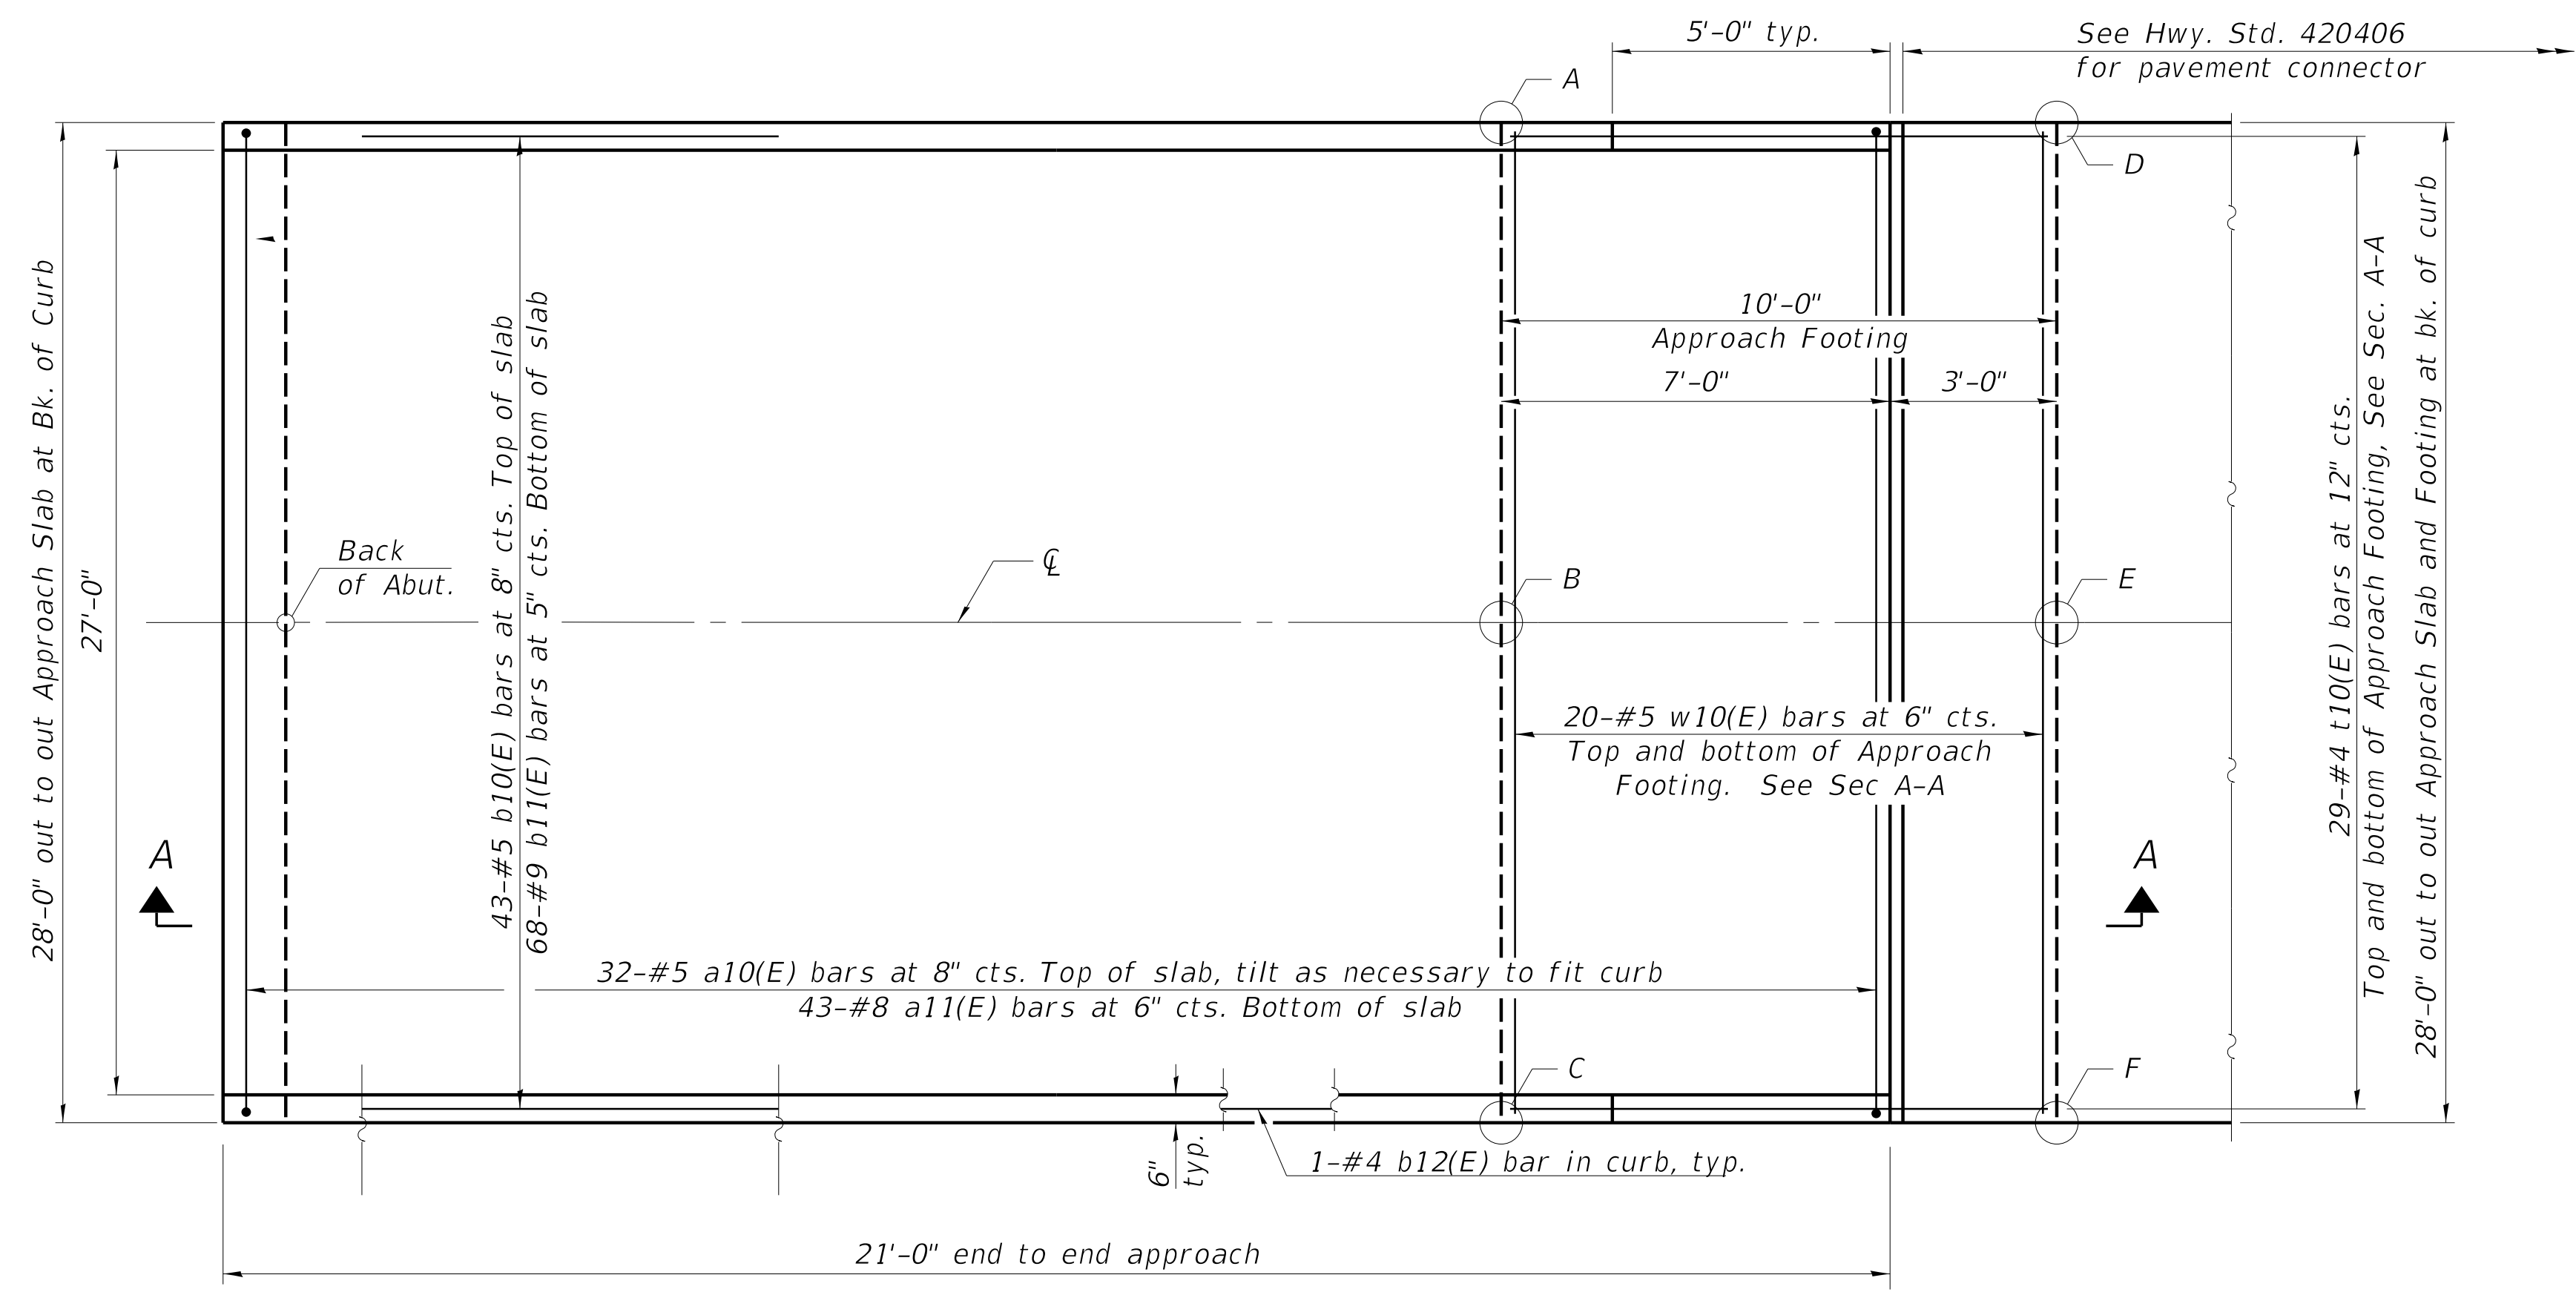 5'-0" typ.
See Hwy. Std. 420406
for pavement connector
A
D
28'-0" out to out Approach Slab at Bk. of Curb
27'-0"
Back
of Abut.
43-#5 b10(E) bars at 8" cts. Top of slab
68-#9 b11(E) bars at 5" cts. Bottom of slab
℄
10'-0"
Approach Footing
7'-0"
3'-0"
B
E
20-#5 w10(E) bars at 6" cts.
Top and bottom of Approach
Footing. See Sec A-A
29-#4 t10(E) bars at 12" cts.
Top and bottom of Approach Footing, See Sec. A-A
28'-0" out to out Approach Slab and Footing at bk. of curb
A
A
32-#5 a10(E) bars at 8" cts. Top of slab, tilt as necessary to fit curb
43-#8 a11(E) bars at 6" cts. Bottom of slab
C
F
6"
typ.
1-#4 b12(E) bar in curb, typ.
21'-0" end to end approach